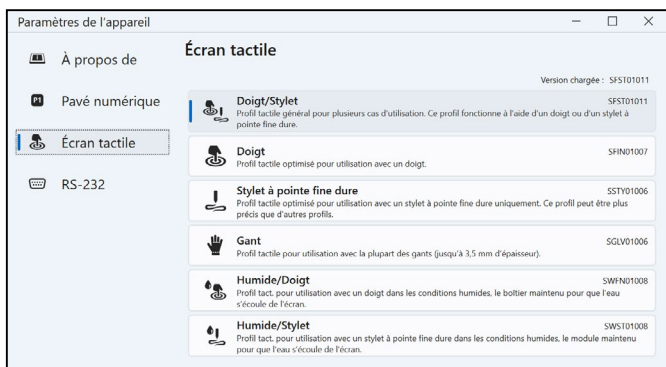 Paramètres de l'appareil
À propos de
P1 Pavé numérique
Écran tactile
RS-232
Écran tactile
Version chargée : SFST01011
Doigt/Stylet SFST01011
Profil tactile général pour plusieurs cas d'utilisation. Ce profil fonctionne à l'aide d'un doigt ou d'un stylet à
pointe fine dure.
Doigt SFIN01007
Profil tactile optimisé pour utilisation avec un doigt.
Stylet à pointe fine dure SSTY01006
Profil tactile optimisé pour utilisation avec un stylet à pointe fine dure uniquement. Ce profil peut être plus
précis que d'autres profils.
Gant SGLV01006
Profil tactile pour utilisation avec la plupart des gants (jusqu'à 3,5 mm d'épaisseur).
Humide/Doigt SWFN01008
Profil tact. pour utilisation avec un doigt dans les conditions humides, le boîtier maintenu pour que l'eau
s'écoule de l'écran.
Humide/Stylet SWST01008
Profil tact. pour utilisation avec un stylet à pointe fine dure dans les conditions humides, le module maintenu
pour que l'eau s'écoule de l'écran.